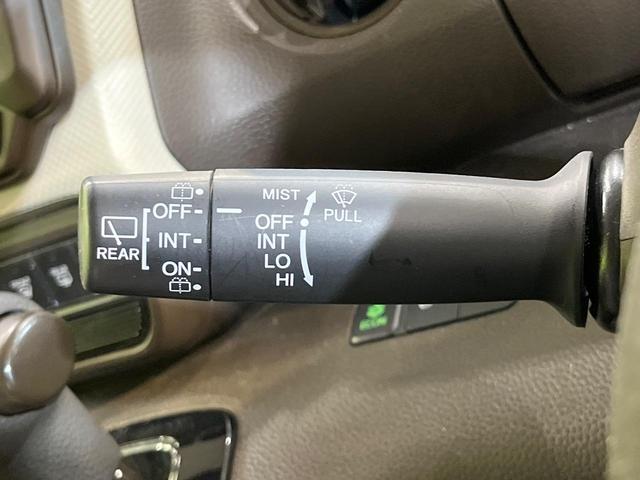 REAR
OFF
INT
ON
MIST
OFF
INT
LO
HI
PULL
ECON